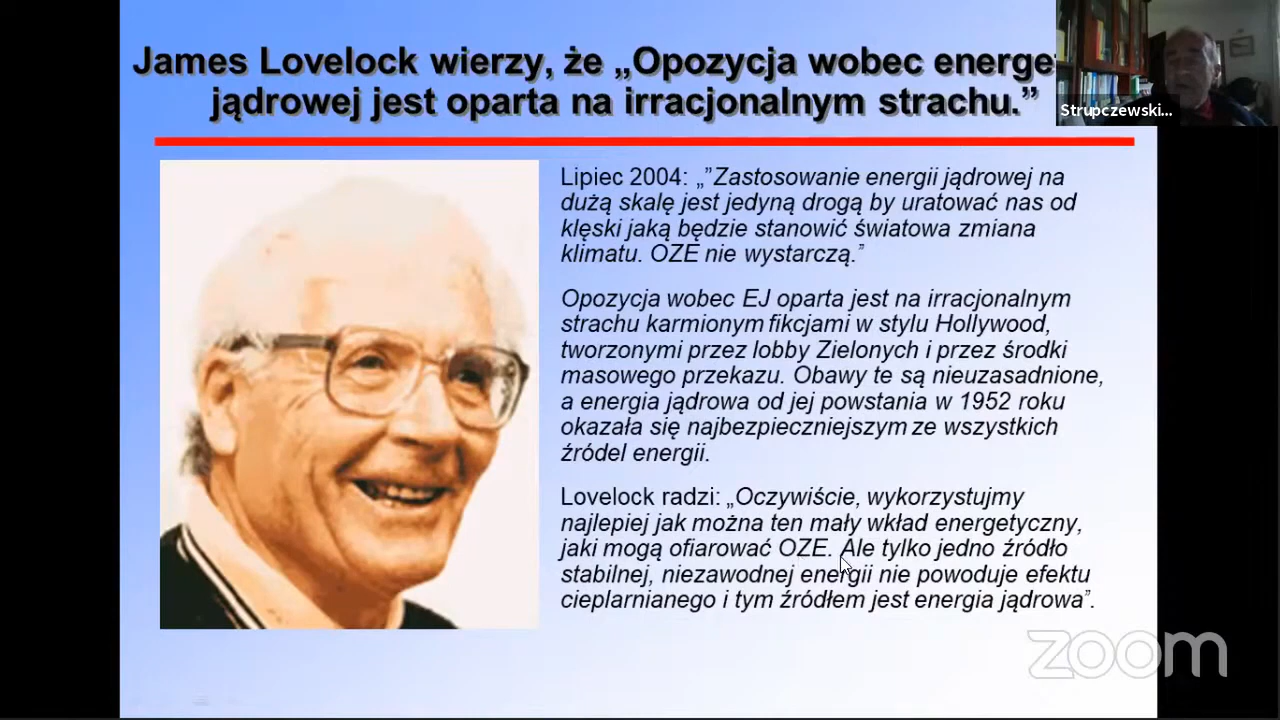 James Lovelock wierzy, że „Opozycja wobec energe
jądrowej jest oparta na irracjonalnym strachu.”
Strupczewski...
Lipiec 2004: „”Zastosowanie energii jądrowej na
dużą skalę jest jedyną drogą by uratować nas od
klęski jaką będzie stanowić światowa zmiana
klimatu. OZE nie wystarczą.”
Opozycja wobec EJ oparta jest na irracjonalnym
strachu karmionym fikcjami w stylu Hollywood,
tworzonymi przez lobby Zielonych i przez środki
masowego przekazu. Obawy te są nieuzasadnione,
a energia jądrowa od jej powstania w 1952 roku
okazała się najbezpieczniejszym ze wszystkich
źródel energii.
Lovelock radzi: „Oczywiście, wykorzystujmy
najlepiej jak można ten mały wkład energetyczny,
jaki mogą ofiarować OZE. Ale tylko jedno źródło
stabilnej, niezawodnej energii nie powoduje efektu
cieplarnianego i tym źródłem jest energia jądrowa”.
zoom